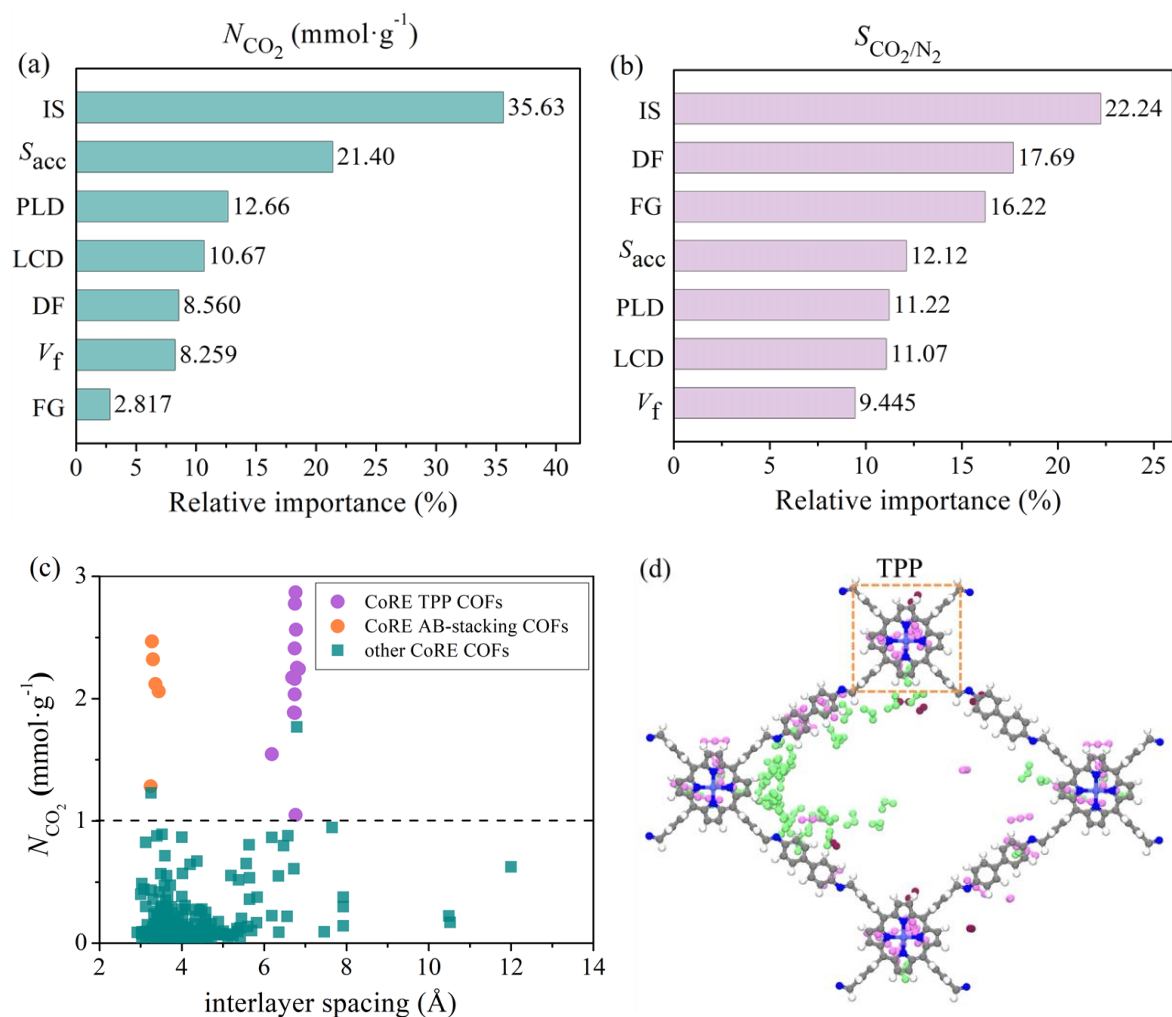 (a)
N_CO₂ (mmol·g⁻¹)
IS 35.63
S_acc 21.40
PLD 12.66
LCD 10.67
DF 8.560
V_f 8.259
FG 2.817
0 5 10 15 20 25 30 35 40
Relative importance (%)
(b)
S_CO₂/N₂
IS 22.24
DF 17.69
FG 16.22
S_acc 12.12
PLD 11.22
LCD 11.07
V_f 9.445
0 5 10 15 20 25
Relative importance (%)
(c)
N_CO₂ (mmol·g⁻¹)
3
2
1
0
CoRE TPP COFs
CoRE AB-stacking COFs
other CoRE COFs
2 4 6 8 10 12 14
interlayer spacing (Å)
(d)
TPP